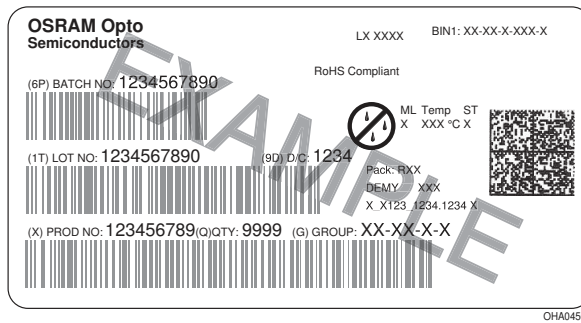 OSRAM Opto
Semiconductors
LX XXXX
BIN1: XX-XX-X-XXX-X
RoHS Compliant
(6P) BATCH NO: 1234567890
ML Temp ST
X XXX °C X
(1T) LOT NO: 1234567890 (9D) D/C: 1234
Pack: RXX
DEMY XXX
X_X123_1234.1234 X
(X) PROD NO: 123456789(Q)QTY: 9999 (G) GROUP: XX-XX-X-X
EXAMPLE